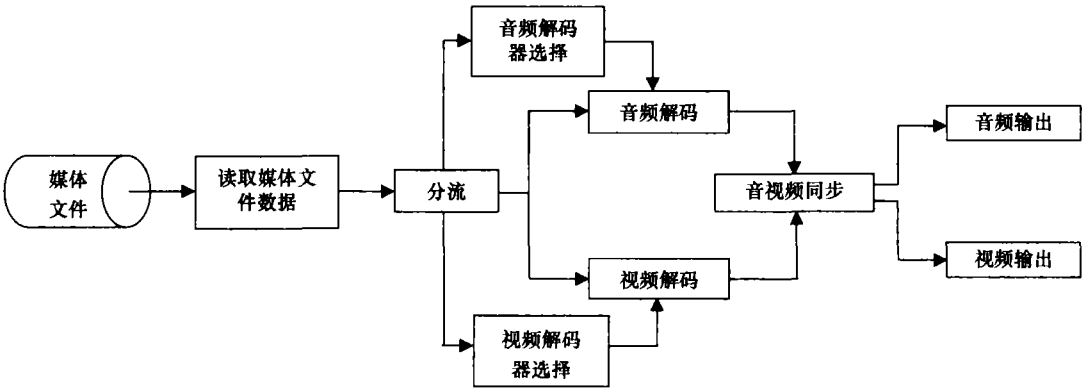 音频解码
器选择
音频解码
音频输出
媒体
文件
读取媒体文
件数据
分流
音视频同步
视频输出
视频解码
视频解码
器选择